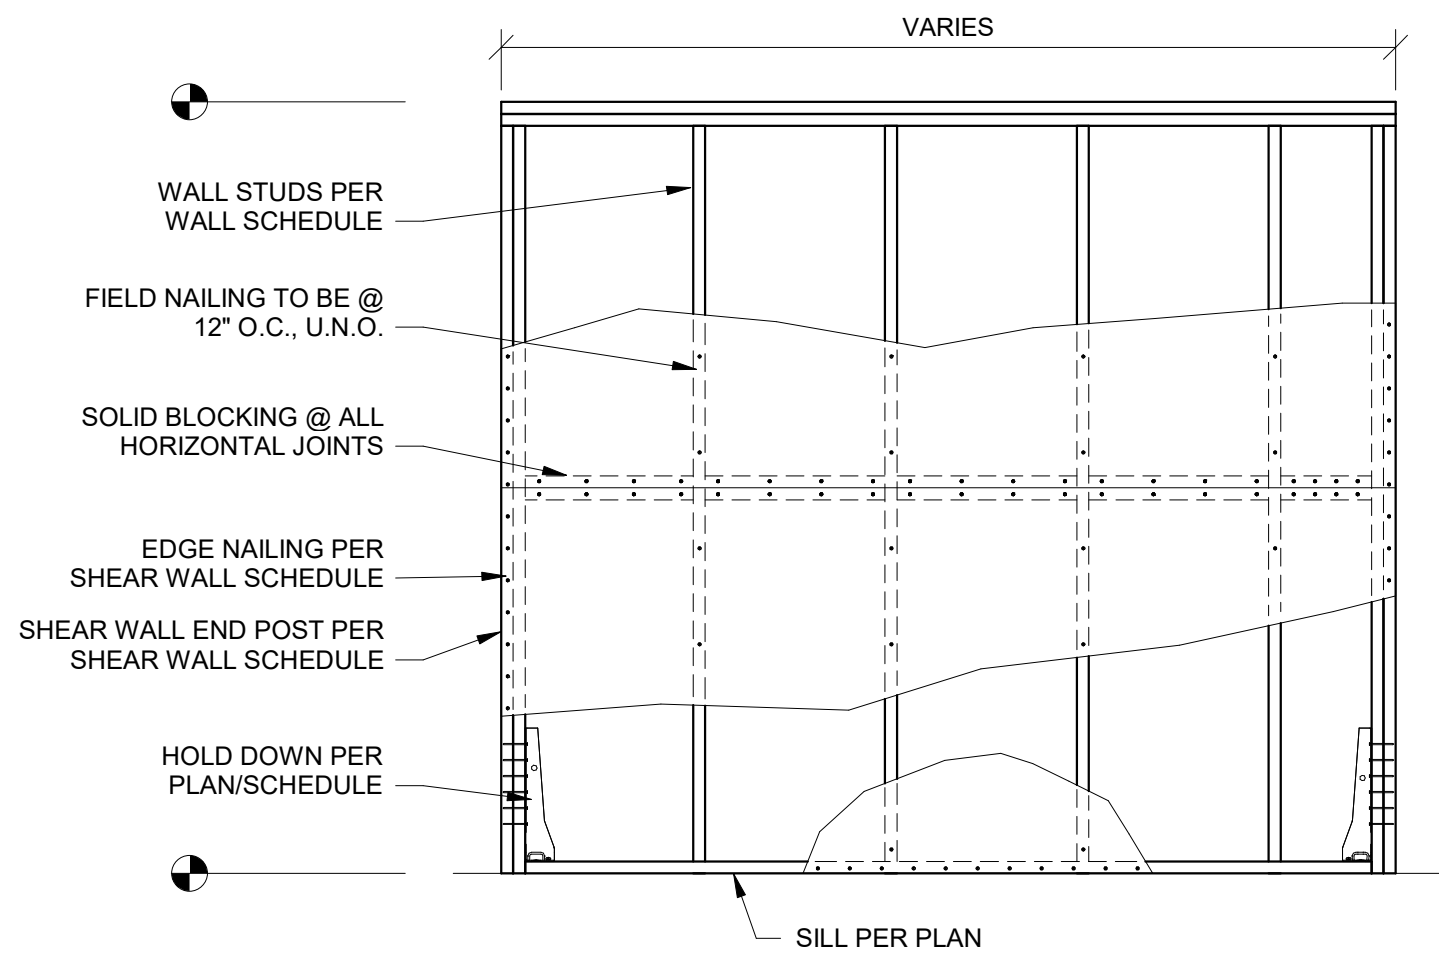 VARIES
WALL STUDS PER
WALL SCHEDULE
FIELD NAILING TO BE @
12" O.C., U.N.O.
SOLID BLOCKING @ ALL
HORIZONTAL JOINTS
EDGE NAILING PER
SHEAR WALL SCHEDULE
SHEAR WALL END POST PER
SHEAR WALL SCHEDULE
HOLD DOWN PER
PLAN/SCHEDULE
SILL PER PLAN